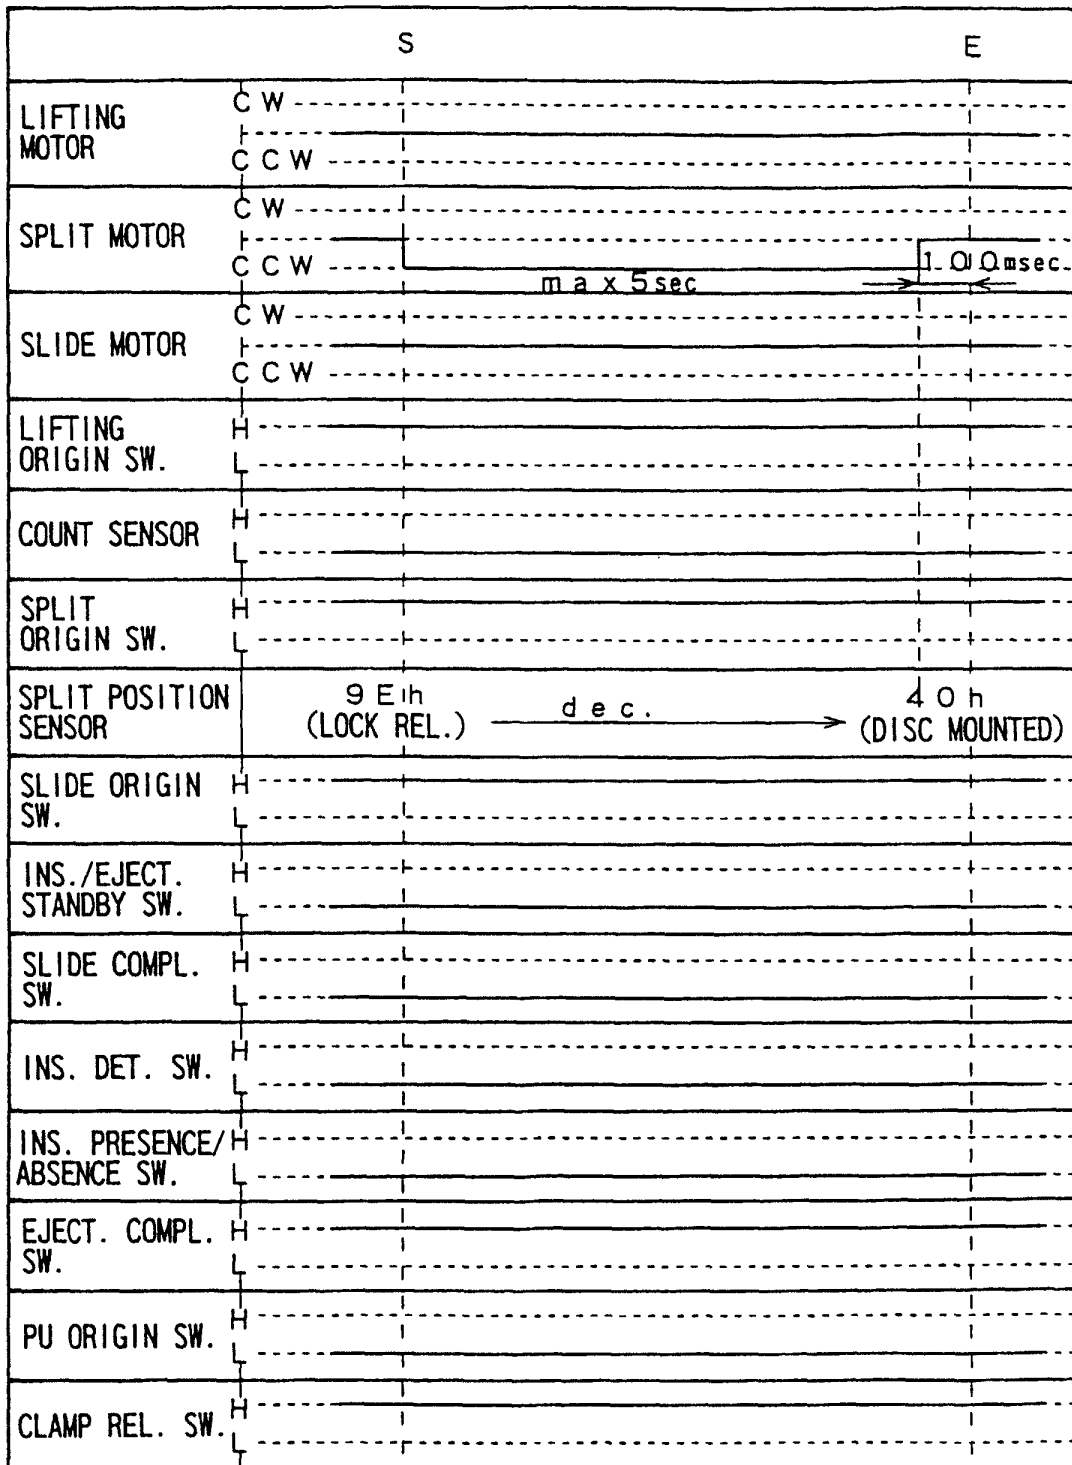 S E
LIFTING MOTOR CW
CCW
SPLIT MOTOR CW
CCW
max 5sec
100msec
SLIDE MOTOR CW
CCW
LIFTING ORIGIN SW. H
L
COUNT SENSOR H
L
SPLIT ORIGIN SW. H
L
SPLIT POSITION SENSOR
9Eh (LOCK REL.)
dec.
40h (DISC MOUNTED)
SLIDE ORIGIN SW. H
L
INS./EJECT. STANDBY SW. H
L
SLIDE COMPL. SW. H
L
INS. DET. SW. H
L
INS. PRESENCE/ABSENCE SW. H
L
EJECT. COMPL. SW. H
L
PU ORIGIN SW. H
L
CLAMP REL. SW. H
L